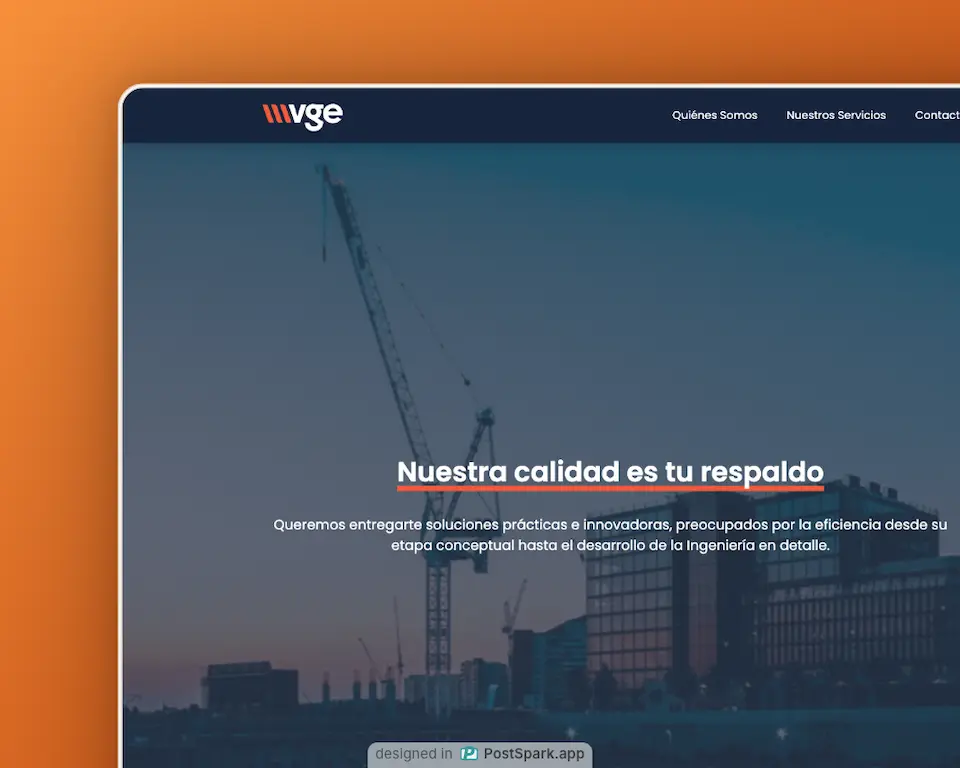 vge
Quiénes Somos
Nuestros Servicios
Contact
Nuestra calidad es tu respaldo
Queremos entregarte soluciones prácticas e innovadoras, preocupados por la eficiencia desde su
etapa conceptual hasta el desarrollo de la Ingeniería en detalle.
designed in PostSpark.app